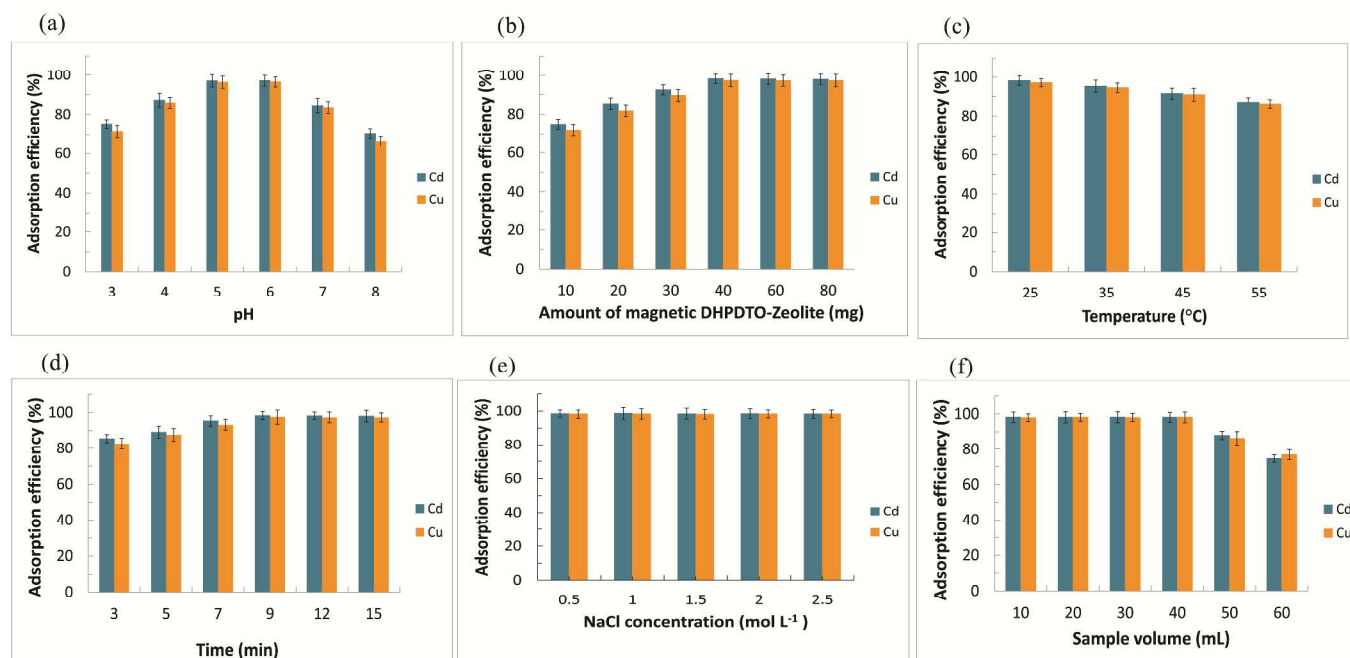 (a)
Adsorption efficiency (%)
100
80
60
40
20
0
3 4 5 6 7 8
pH
Cd
Cu
(b)
Adsorption efficiency (%)
100
80
60
40
20
0
10 20 30 40 60 80
Amount of magnetic DHPDTO-Zeolite (mg)
Cd
Cu
(c)
Adsorption efficiency (%)
100
80
60
40
20
0
25 35 45 55
Temperature (°C)
Cd
Cu
(d)
Adsorption efficiency (%)
100
80
60
40
20
0
3 5 7 9 12 15
Time (min)
Cd
Cu
(e)
Adsorption efficiency (%)
100
80
60
40
20
0
0.5 1 1.5 2 2.5
NaCl concentration (mol L⁻¹ )
Cd
Cu
(f)
Adsorption efficiency (%)
100
80
60
40
20
0
10 20 30 40 50 60
Sample volume (mL)
Cd
Cu